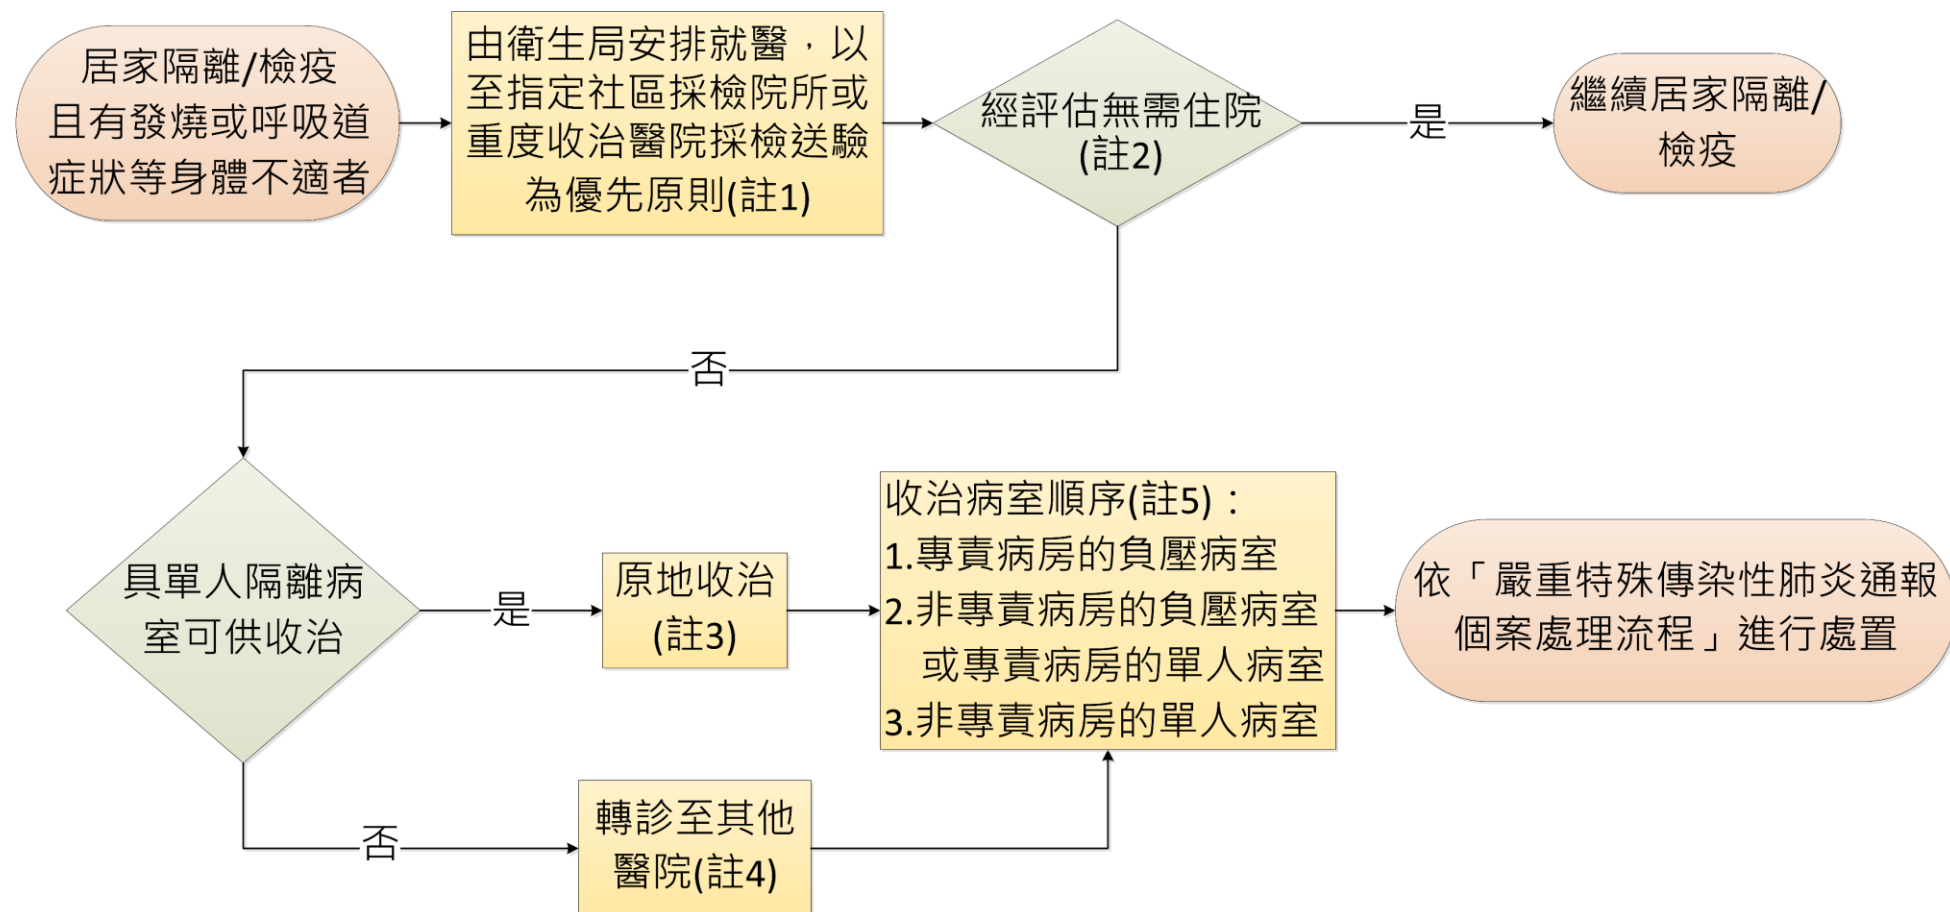 居家隔離/檢疫
且有發燒或呼吸道
症狀等身體不適者
由衛生局安排就醫，以
至指定社區採檢院所或
重度收治醫院採檢送驗
為優先原則(註1)
經評估無需住院
(註2)
是
繼續居家隔離/
檢疫
否
具單人隔離病
室可供收治
是
原地收治
(註3)
收治病室順序(註5)：
1.專責病房的負壓病室
2.非專責病房的負壓病室
或專責病房的單人病室
3.非專責病房的單人病室
依「嚴重特殊傳染性肺炎通報
個案處理流程」進行處置
否
轉診至其他
醫院(註4)